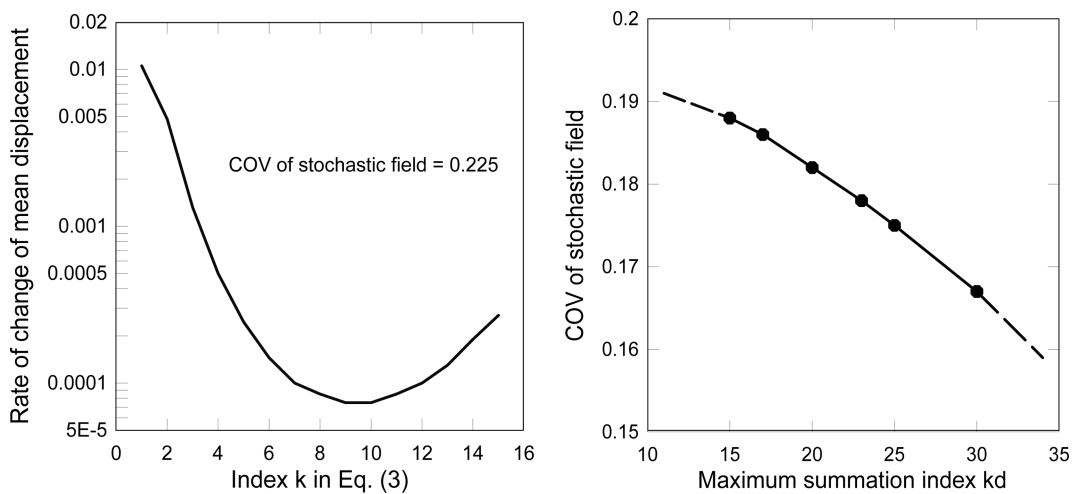 Rate of change of mean displacement
0.02
0.01
0.005
0.001
0.0005
0.0001
5E-5
COV of stochastic field = 0.225
0 2 4 6 8 10 12 14 16
Index k in Eq. (3)
COV of stochastic field
0.2
0.19
0.18
0.17
0.16
0.15
10 15 20 25 30 35
Maximum summation index kd